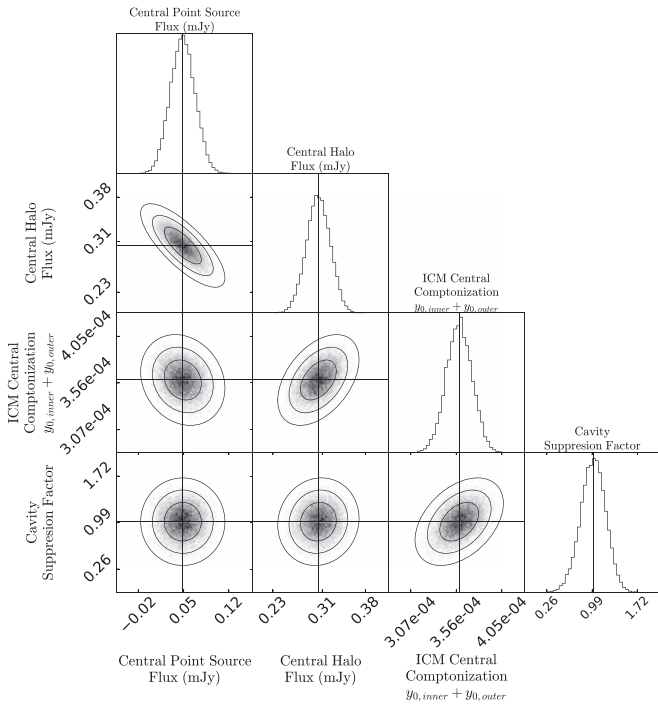 Central Point Source
Flux (mJy)
Central Halo
Flux (mJy)
0.38
0.31
0.23
Central Halo
Flux (mJy)
ICM Central
Comptonization
y0,inner + y0,outer
4.05e-04
3.56e-04
3.07e-04
ICM Central
Comptonization
y0,inner + y0,outer
Cavity
Suppresion Factor
1.72
0.99
0.26
Cavity
Suppresion Factor
−0.02 0.05 0.12 0.23 0.31 0.38 3.07e-04 3.56e-04 4.05e-04 0.26 0.99 1.72
Central Point Source
Flux (mJy)
Central Halo
Flux (mJy)
ICM Central
Comptonization
y0,inner + y0,outer